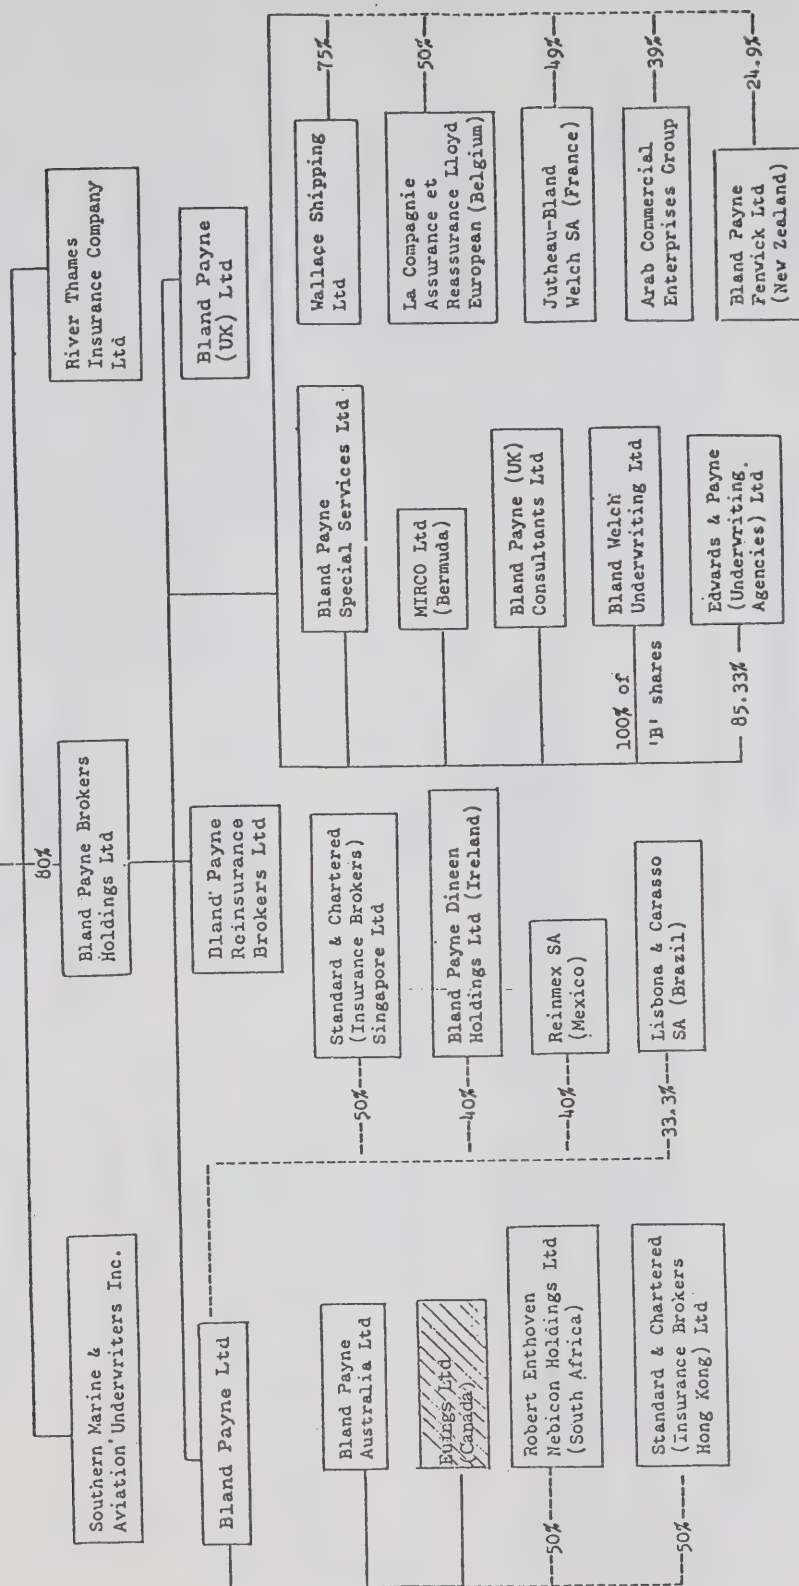 80%
Southern Marine &
Aviation Underwriters Inc.
Bland Payne Brokers
Holdings Ltd
River Thames
Insurance Company
Ltd
Bland Payne Ltd
Bland Payne
Reinsurance
Brokers Ltd
Bland Payne
(UK) Ltd
Bland Payne
Australia Ltd
Euings Ltd
(Canada)
50%
Robert Enthoven
Nebicon Holdings Ltd
(South Africa)
50%
Standard & Chartered
(Insurance Brokers
Hong Kong) Ltd
50%
Standard & Chartered
(Insurance Brokers)
Singapore Ltd
40%
Bland Payne Dineen
Holdings Ltd (Ireland)
40%
Reinmex SA
(Mexico)
33.3%
Lisbona & Carasso
SA (Brazil)
Bland Payne
Special Services Ltd
MIRCO Ltd
(Bermuda)
Bland Payne (UK)
Consultants Ltd
100% of
'B' shares
Bland Welch
Underwriting Ltd
85.33%
Edwards & Payne
(Underwriting
Agencies) Ltd
Wallace Shipping
Ltd
75%
La Compagnie
Assurance et
Reassurance Lloyd
European (Belgium)
50%
Jutheau-Bland
Welch SA (France)
49%
Arab Commercial
Enterprises Group
39%
Bland Payne
Fenwick Ltd
(New Zealand)
24.9%